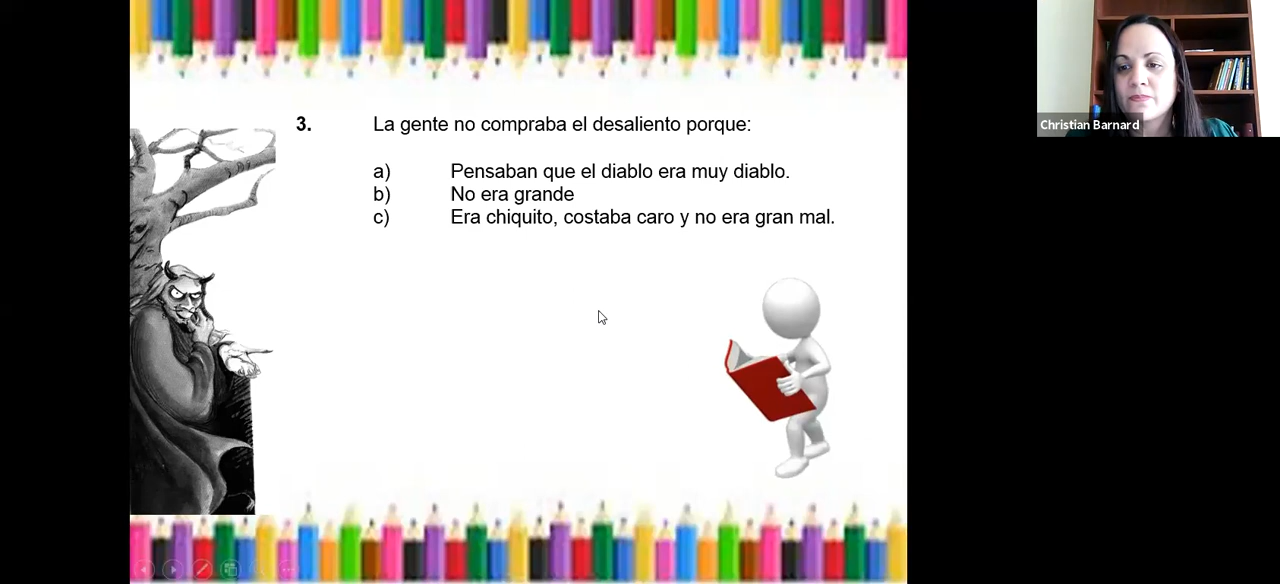 3. La gente no compraba el desaliento porque:
a) Pensaban que el diablo era muy diablo.
b) No era grande
c) Era chiquito, costaba caro y no era gran mal.
Christian Barnard